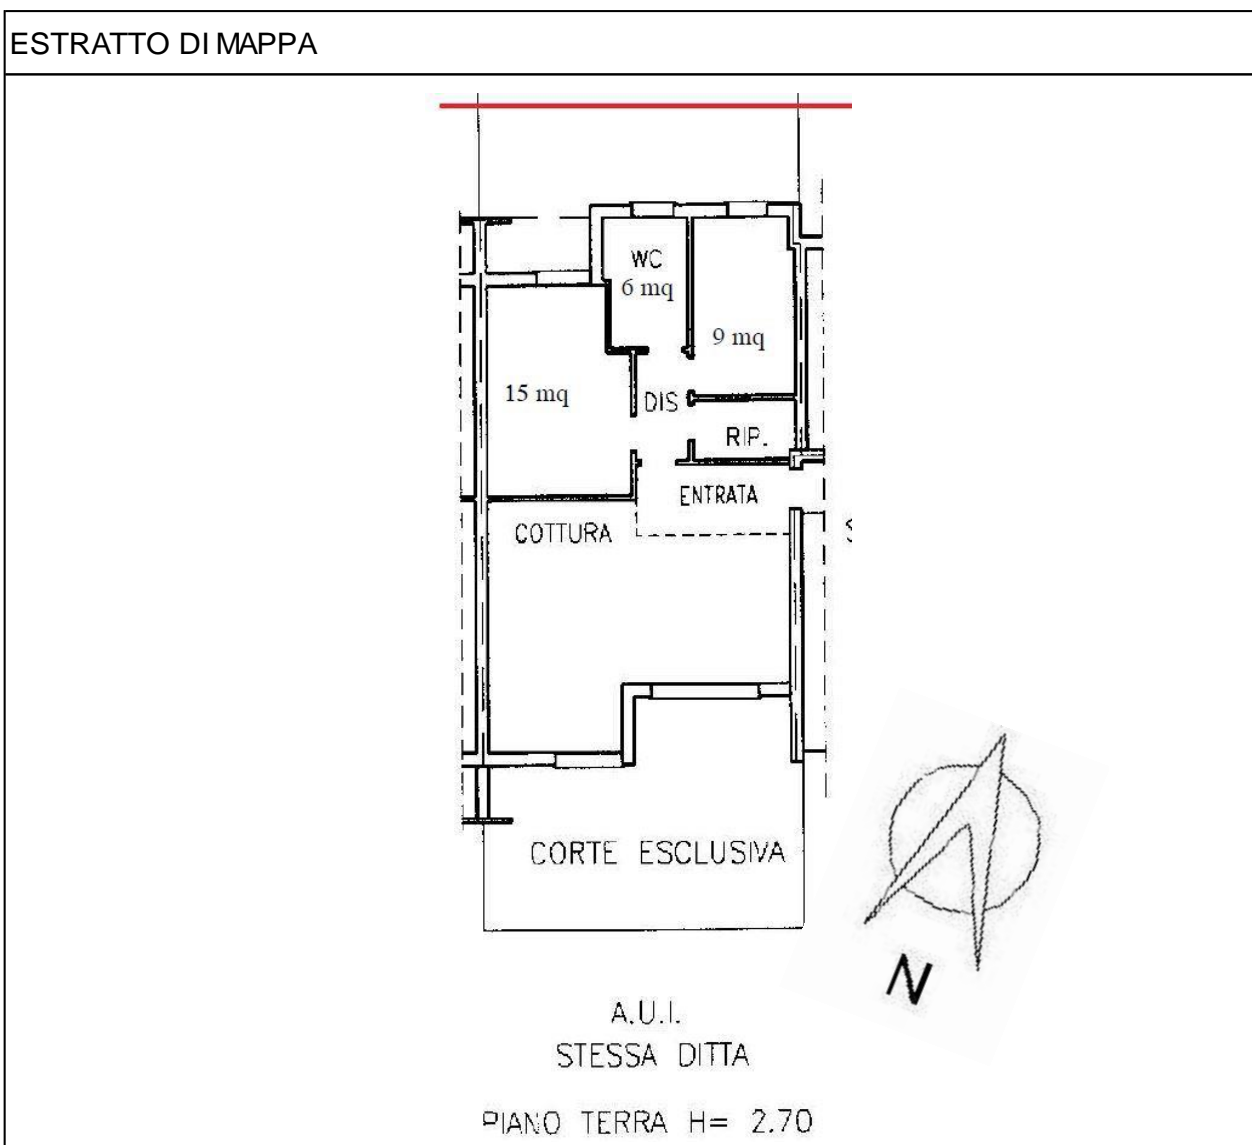 ESTRATTO DI MAPPA
WC
6 mq
9 mq
15 mq
DIS
RIP.
ENTRATA
COTTURA
CORTE ESCLUSIVA
N
A.U.I.
STESSA DITTA
PIANO TERRA H= 2.70